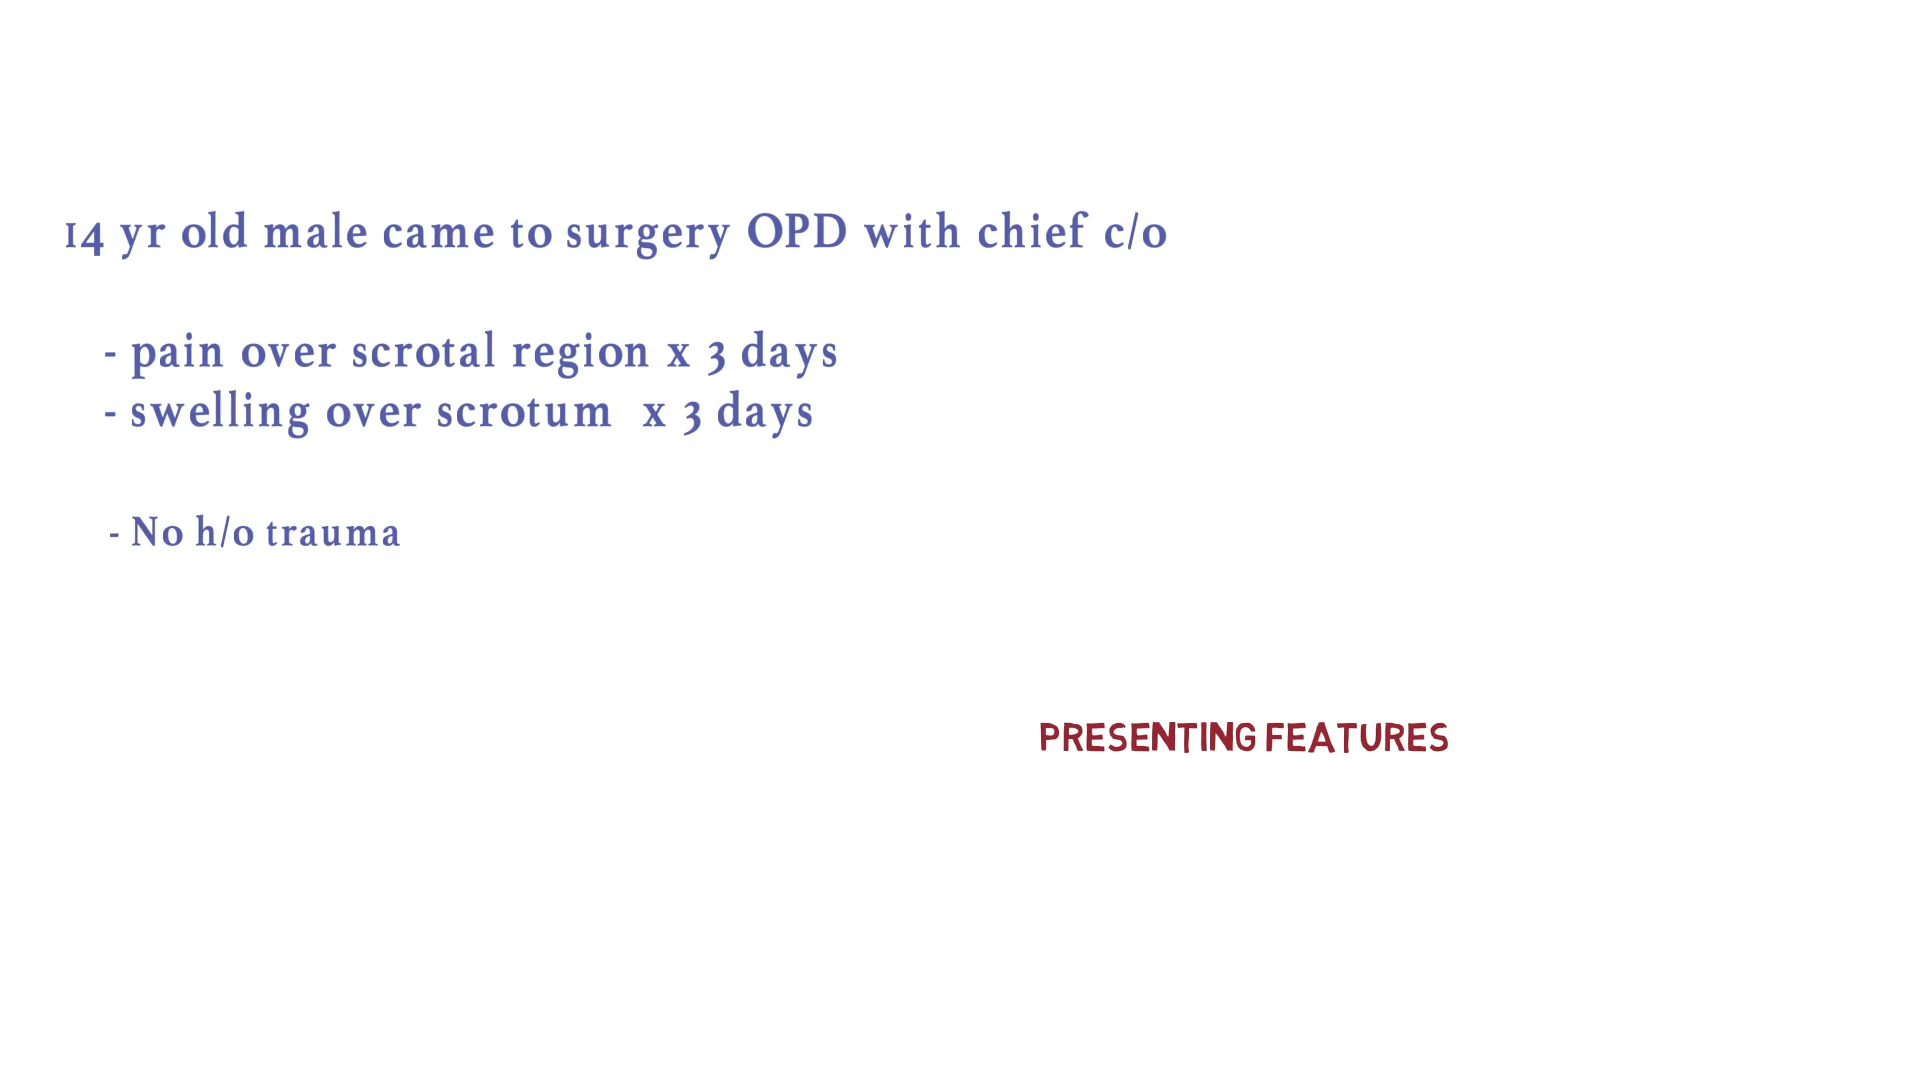 14 yr old male came to surgery OPD with chief c/o
- pain over scrotal region x 3 days
- swelling over scrotum x 3 days
- No h/o trauma
PRESENTING FEATURES